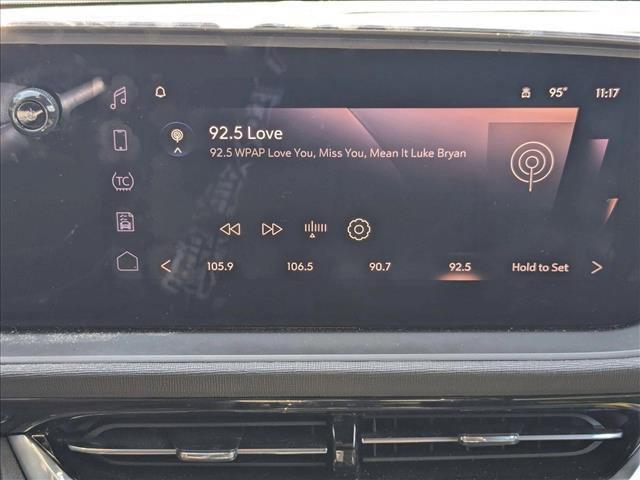 95° 11:17
92.5 Love
92.5 WPAP Love You, Miss You, Mean It Luke Bryan
TC
105.9 106.5 90.7 92.5 Hold to Set